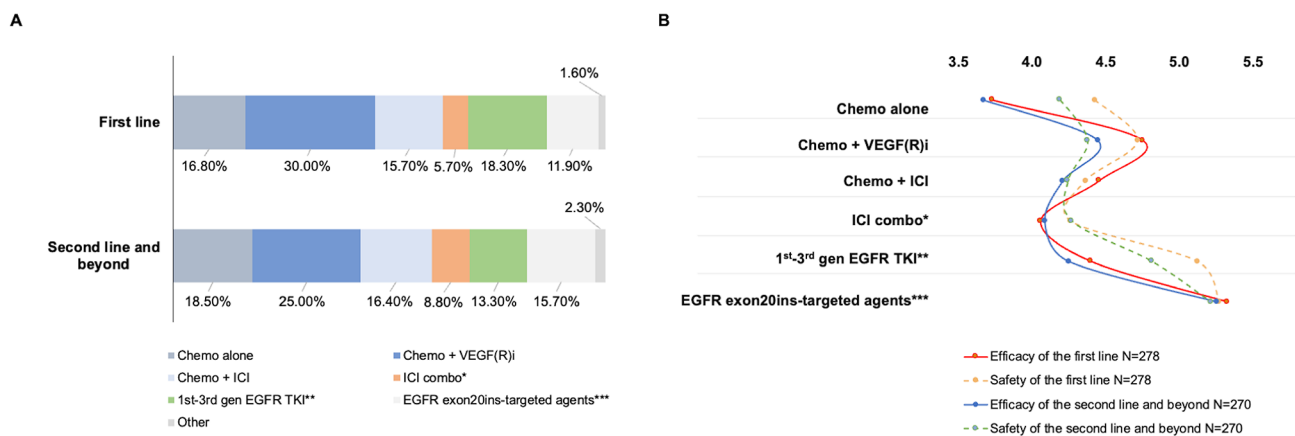 A
1.60%
First line
16.80%
30.00%
15.70%
5.70%
18.30%
11.90%
2.30%
Second line and
beyond
18.50%
25.00%
16.40%
8.80%
13.30%
15.70%
Chemo alone
Chemo + VEGF(R)i
Chemo + ICI
ICI combo*
1st-3rd gen EGFR TKI**
EGFR exon20ins-targeted agents***
Other
B
3.5
4.0
4.5
5.0
5.5
Chemo alone
Chemo + VEGF(R)i
Chemo + ICI
ICI combo*
1st-3rd gen EGFR TKI**
EGFR exon20ins-targeted agents***
Efficacy of the first line N=278
Safety of the first line N=278
Efficacy of the second line and beyond N=270
Safety of the second line and beyond N=270